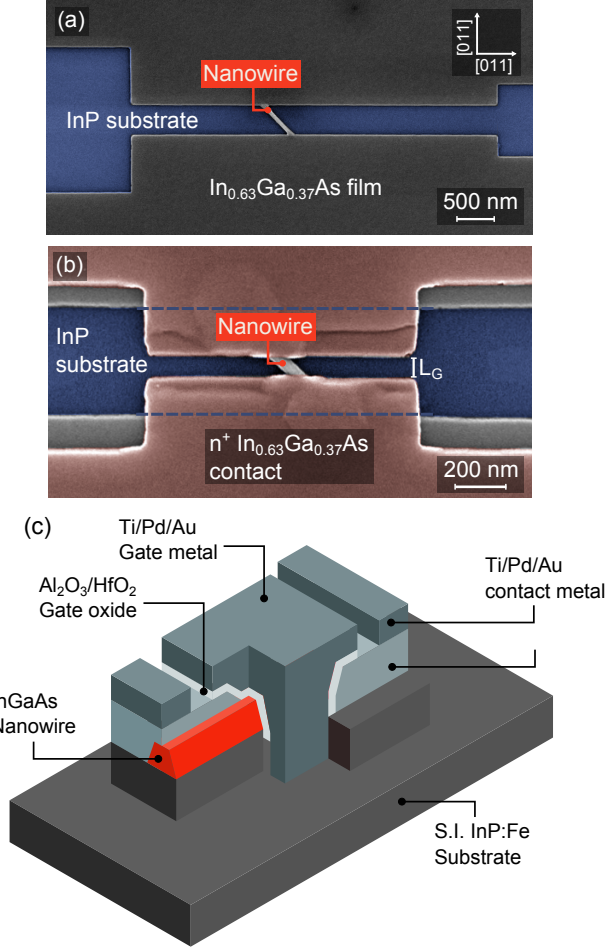 (a)
[011]
[011]
Nanowire
InP substrate
In₀.₆₃Ga₀.₃₇As film
500 nm
(b)
InP
substrate
Nanowire
L_G
n⁺ In₀.₆₃Ga₀.₃₇As
contact
200 nm
(c)
Ti/Pd/Au
Gate metal
Al₂O₃/HfO₂
Gate oxide
Ti/Pd/Au
contact metal
nGaAs
Nanowire
S.I. InP:Fe
Substrate